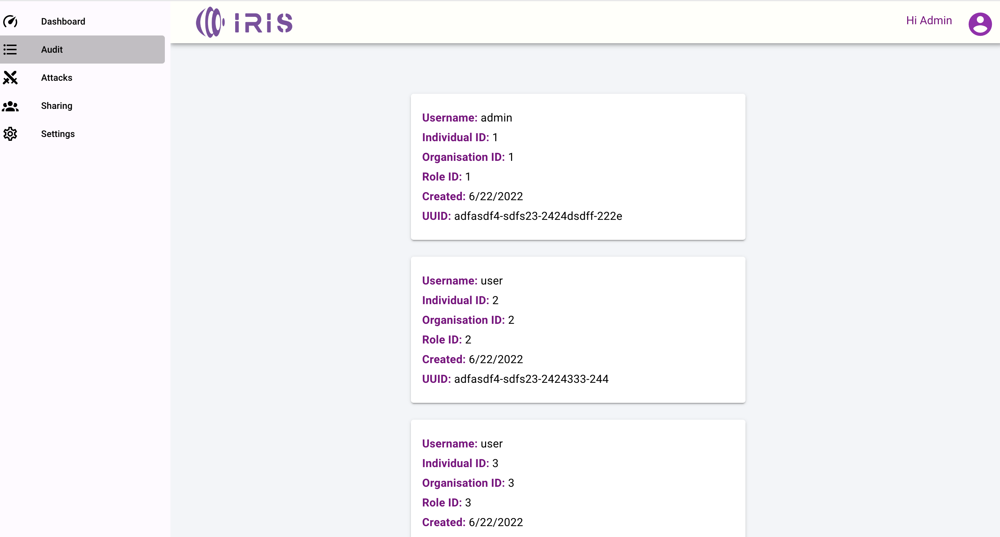 Dashboard
Audit
Attacks
Sharing
Settings
iRiS
Hi Admin
Username: admin
Individual ID: 1
Organisation ID: 1
Role ID: 1
Created: 6/22/2022
UUID: adfasdf4-sdfs23-2424dsdff-222e
Username: user
Individual ID: 2
Organisation ID: 2
Role ID: 2
Created: 6/22/2022
UUID: adfasdf4-sdfs23-2424333-244
Username: user
Individual ID: 3
Organisation ID: 3
Role ID: 3
Created: 6/22/2022